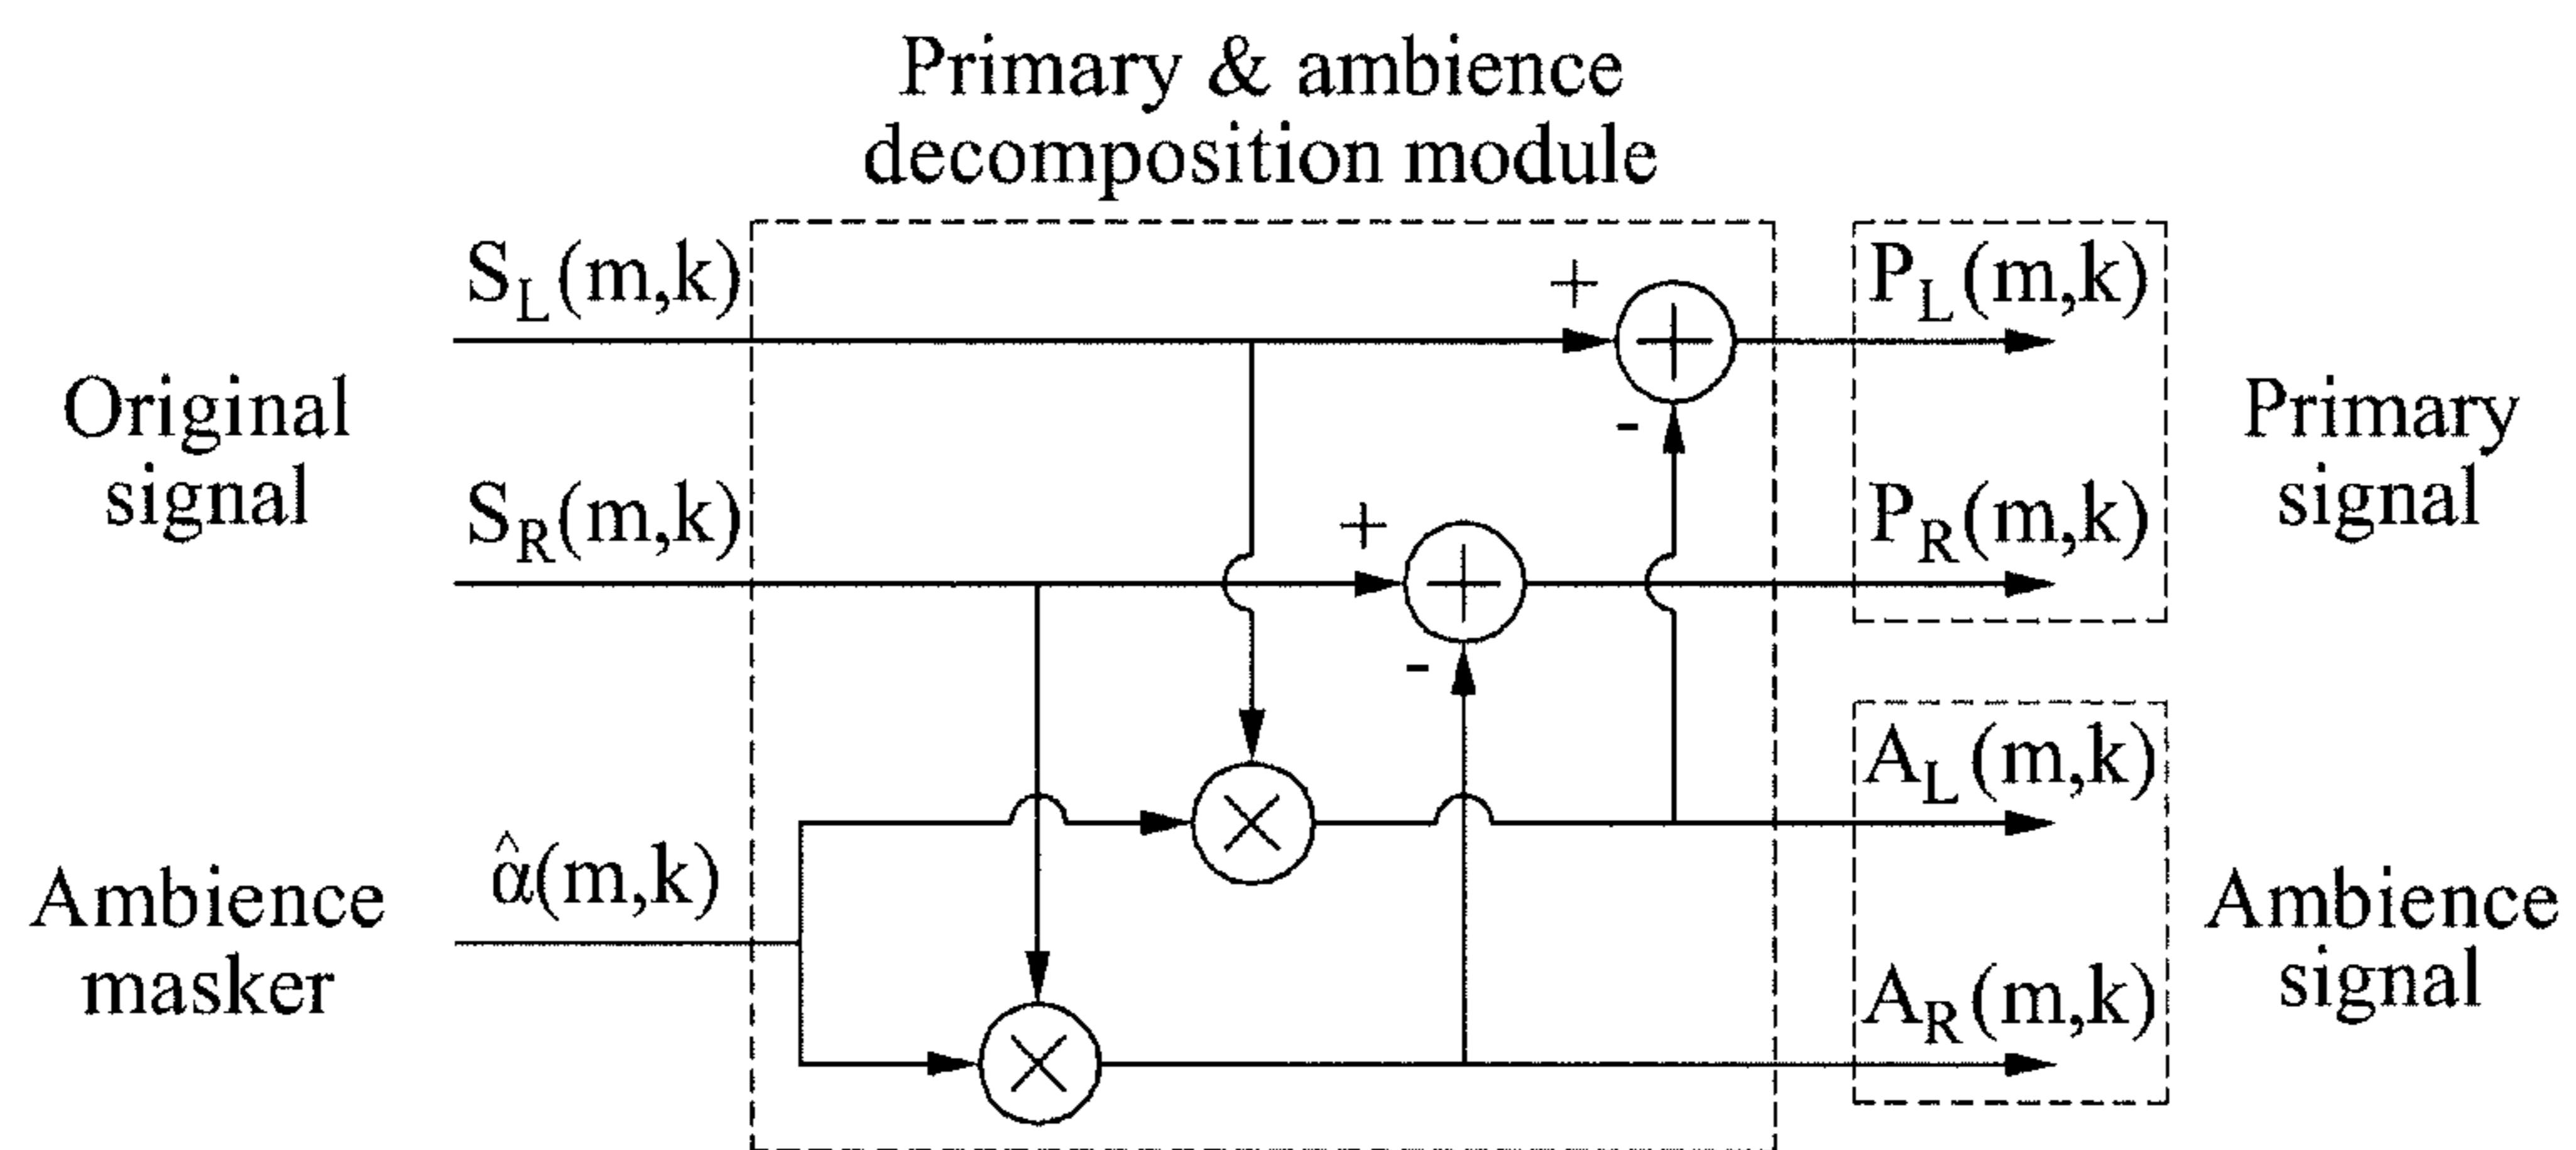 Primary & ambience
decomposition module
S_L(m,k)
P_L(m,k)
+
-
Original
signal
Primary
signal
S_R(m,k)
P_R(m,k)
+
-
A_L(m,k)
α̂(m,k)
Ambience
masker
Ambience
signal
A_R(m,k)